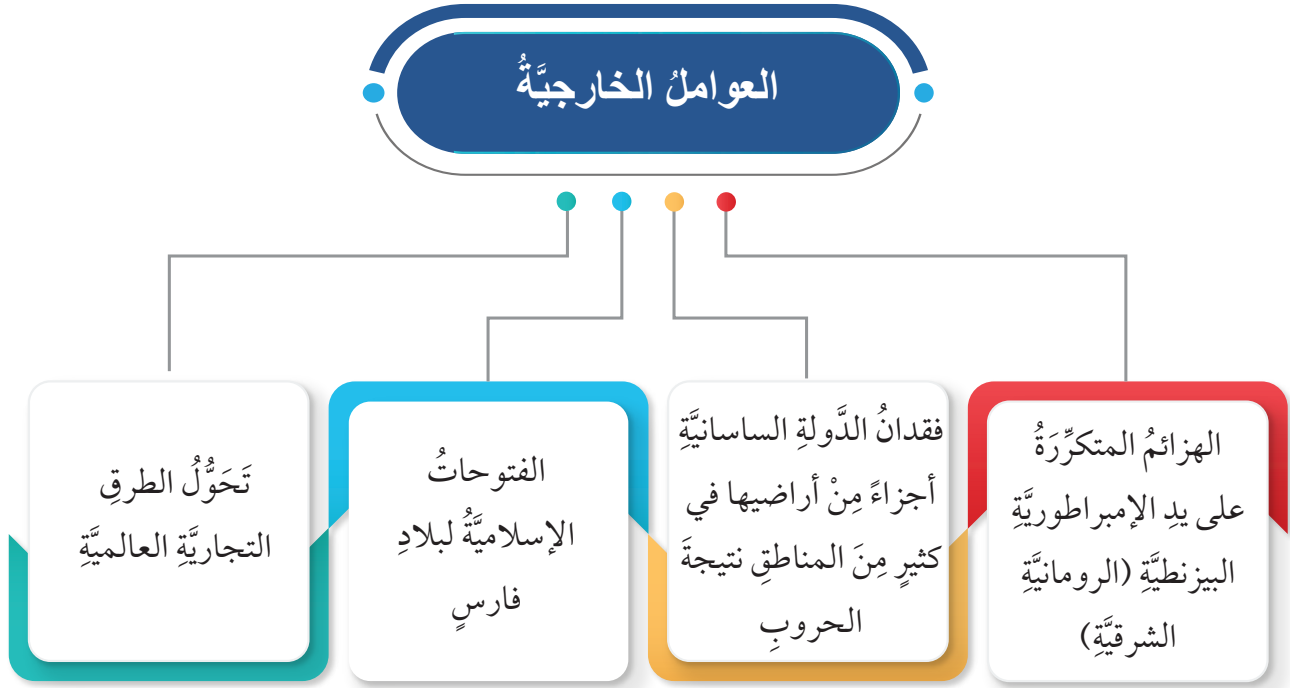 العواملُ الخارجيَّةُ
الهزائمُ المتكرِّرَةُ
على يدِ الإمبراطوريَّةِ
البيزنطيَّةِ (الرومانيَّةِ
الشرقيَّةِ)
فقدانُ الدَّولةِ الساسانيَّةِ
أجزاءً مِنْ أراضيها في
كثيرٍ مِنَ المناطقِ نتيجةَ
الحروبِ
الفتوحاتُ
الإسلاميَّةُ لبلادِ
فارسٍ
تَحَوُّلُ الطرقِ
التجاريَّةِ العالميَّةِ